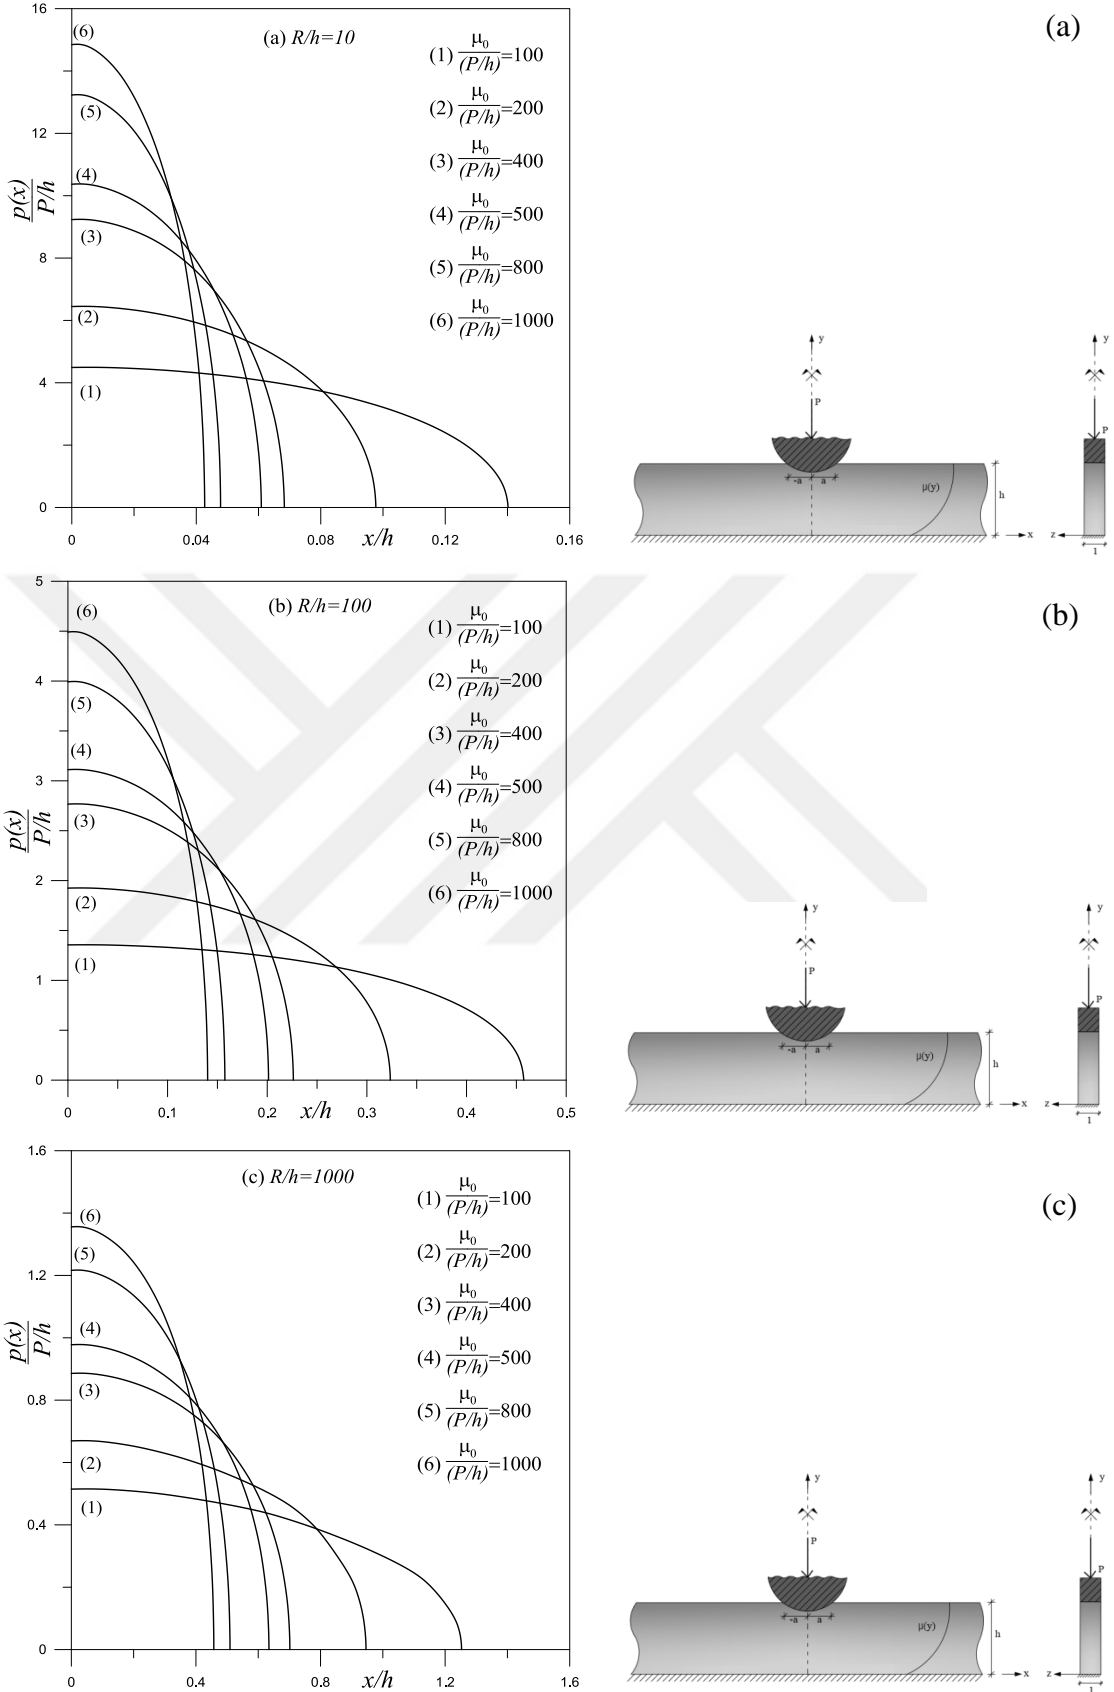 (a) R/h=10
(a)
16
12
8
4
0
p(x)
P/h
(6)
(5)
(4)
(3)
(2)
(1)
(1) μ0/(P/h)=100
(2) μ0/(P/h)=200
(3) μ0/(P/h)=400
(4) μ0/(P/h)=500
(5) μ0/(P/h)=800
(6) μ0/(P/h)=1000
0 0.04 0.08 0.12 0.16
x/h
y
P
-a a
μ(y)
h
x
y
P
z
1
(b) R/h=100
(b)
5
4
3
2
1
0
p(x)
P/h
(6)
(5)
(4)
(3)
(2)
(1)
(1) μ0/(P/h)=100
(2) μ0/(P/h)=200
(3) μ0/(P/h)=400
(4) μ0/(P/h)=500
(5) μ0/(P/h)=800
(6) μ0/(P/h)=1000
0 0.1 0.2 0.3 0.4 0.5
x/h
y
P
-a a
μ(y)
h
x
y
P
z
1
(c) R/h=1000
(c)
1.6
1.2
0.8
0.4
0
p(x)
P/h
(6)
(5)
(4)
(3)
(2)
(1)
(1) μ0/(P/h)=100
(2) μ0/(P/h)=200
(3) μ0/(P/h)=400
(4) μ0/(P/h)=500
(5) μ0/(P/h)=800
(6) μ0/(P/h)=1000
0 0.4 0.8 1.2 1.6
x/h
y
P
-a a
μ(y)
h
x
y
P
z
1